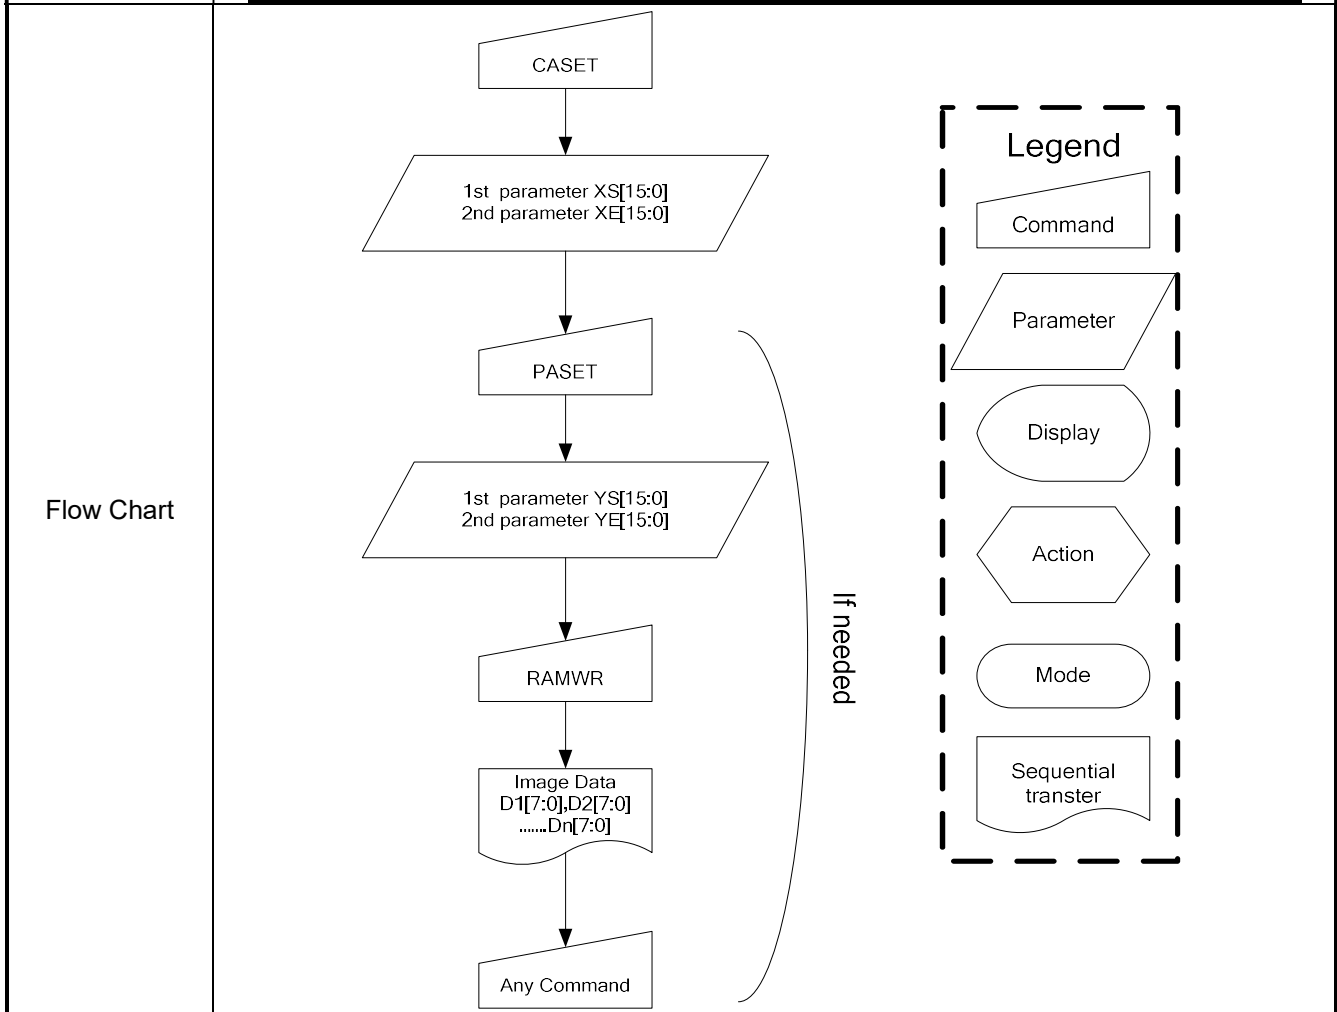 Flow Chart
CASET
1st parameter XS[15:0]
2nd parameter XE[15:0]
PASET
1st parameter YS[15:0]
2nd parameter YE[15:0]
RAMWR
Image Data
D1[7:0],D2[7:0]
.......Dn[7:0]
Any Command
If needed
Legend
Command
Parameter
Display
Action
Mode
Sequential
transter